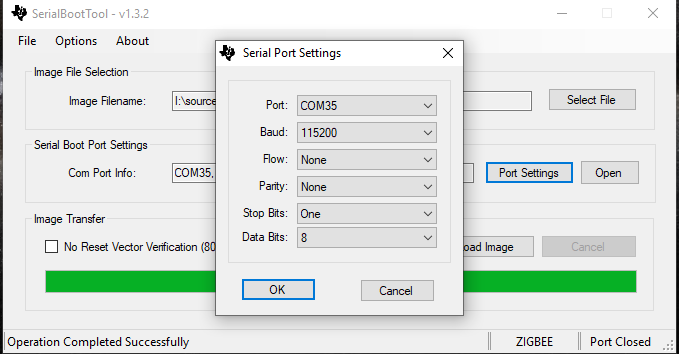 SerialBootTool - v1.3.2
File Options About
Image File Selection
Image Filename: I:\source
Select File
Serial Boot Port Settings
Com Port Info: COM35,
Port Settings Open
Image Transfer
No Reset Vector Verification (80
oad Image Cancel
Operation Completed Successfully ZIGBEE Port Closed
Serial Port Settings
Port: COM35
Baud: 115200
Flow: None
Parity: None
Stop Bits: One
Data Bits: 8
OK Cancel